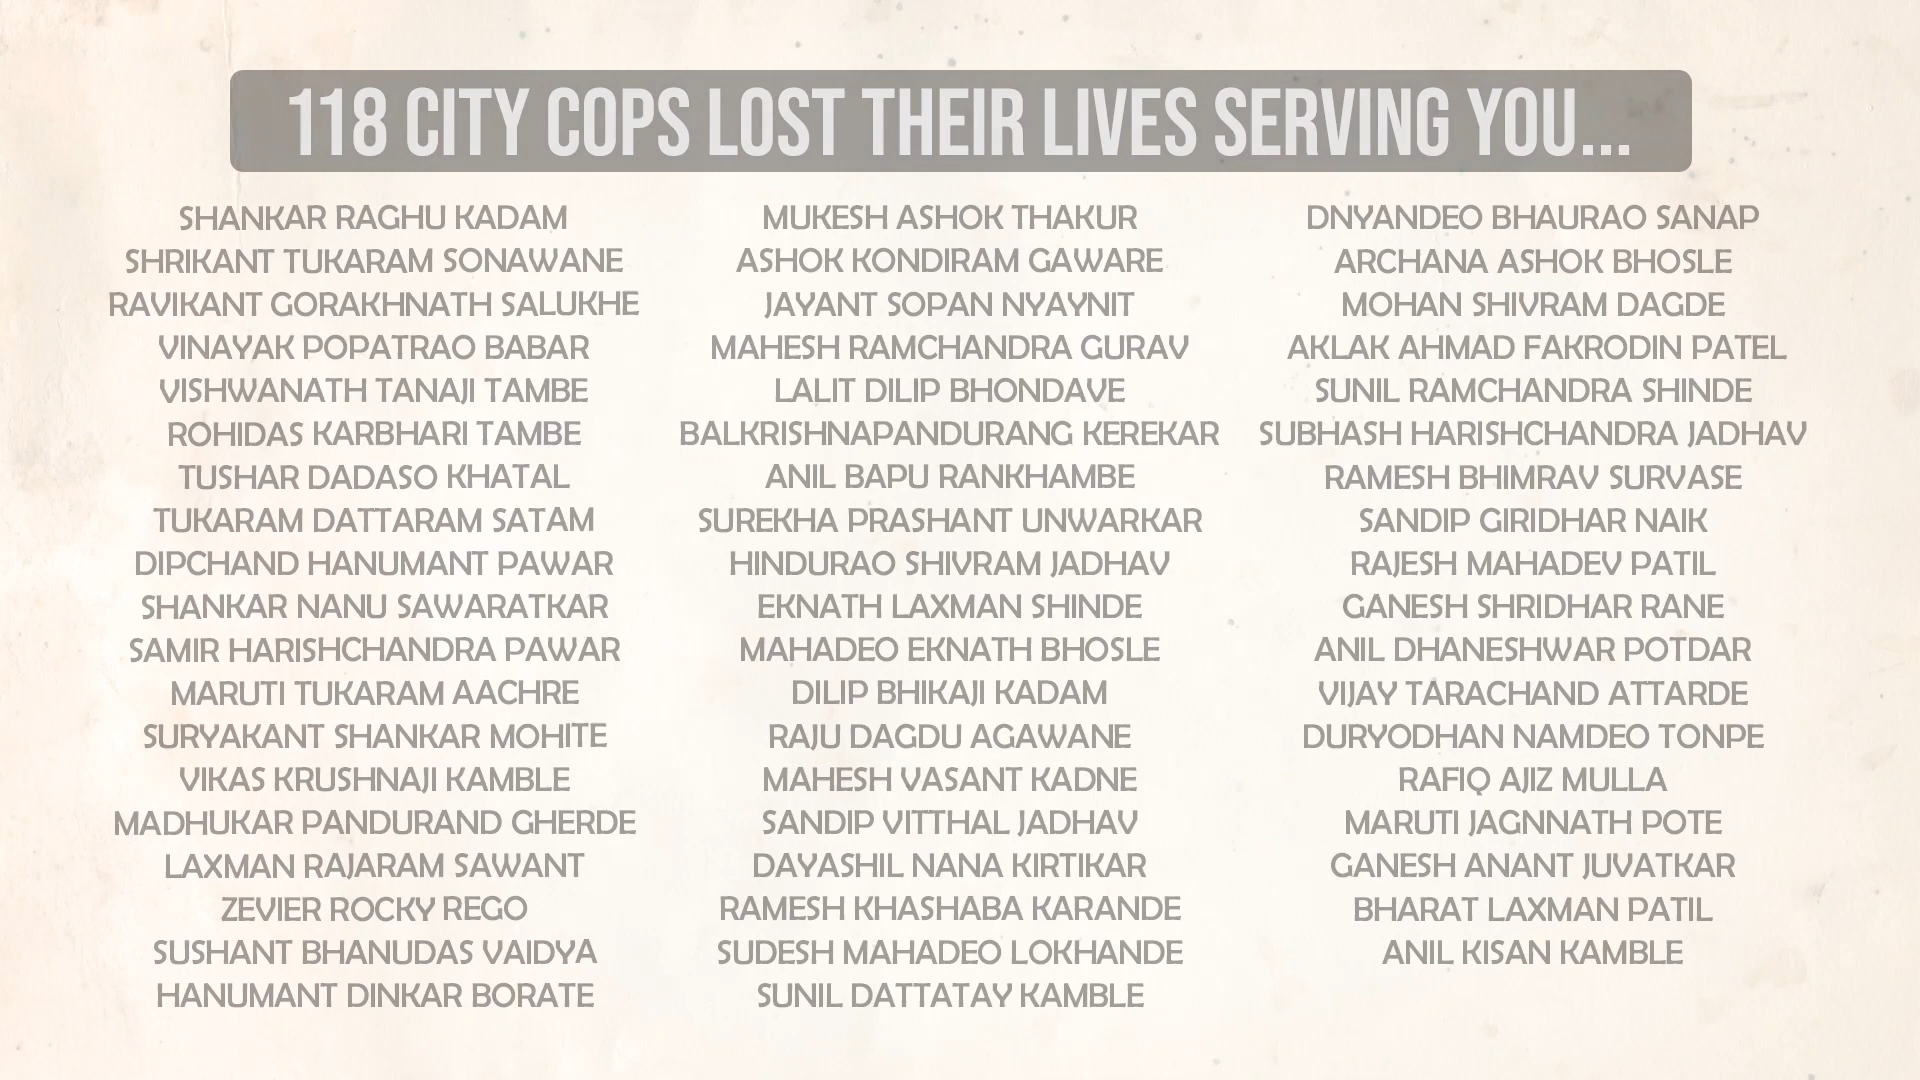 118 CITY COPS LOST THEIR LIVES SERVING YOU...
SHANKAR RAGHU KADAM
SHRIKANT TUKARAM SONAWANE
RAVIKANT GORAKHNATH SALUKHE
VINAYAK POPATRAO BABAR
VISHWANATH TANAJI TAMBE
ROHIDAS KARBHARI TAMBE
TUSHAR DADASO KHATAL
TUKARAM DATTARAM SATAM
DIPCHAND HANUMANT PAWAR
SHANKAR NANU SAWARATKAR
SAMIR HARISHCHANDRA PAWAR
MARUTI TUKARAM AACHRE
SURYAKANT SHANKAR MOHITE
VIKAS KRUSHNAJI KAMBLE
MADHUKAR PANDURAND GHERDE
LAXMAN RAJARAM SAWANT
ZEVIER ROCKY REGO
SUSHANT BHANUDAS VAIDYA
HANUMANT DINKAR BORATE
MUKESH ASHOK THAKUR
ASHOK KONDIRAM GAWARE
JAYANT SOPAN NYAYNIT
MAHESH RAMCHANDRA GURAV
LALIT DILIP BHONDAVE
BALKRISHNAPANDURANG KEREKAR
ANIL BAPU RANKHAMBE
SUREKHA PRASHANT UNWARKAR
HINDURAO SHIVRAM JADHAV
EKNATH LAXMAN SHINDE
MAHADEO EKNATH BHOSLE
DILIP BHIKAJI KADAM
RAJU DAGDU AGAWANE
MAHESH VASANT KADNE
SANDIP VITTHAL JADHAV
DAYASHIL NANA KIRTIKAR
RAMESH KHASHABA KARANDE
SUDESH MAHADEO LOKHANDE
SUNIL DATTATAY KAMBLE
DNYANDEO BHAURAO SANAP
ARCHANA ASHOK BHOSLE
MOHAN SHIVRAM DAGDE
AKLAK AHMAD FAKRODIN PATEL
SUNIL RAMCHANDRA SHINDE
SUBHASH HARISHCHANDRA JADHAV
RAMESH BHIMRAV SURVASE
SANDIP GIRIDHAR NAIK
RAJESH MAHADEV PATIL
GANESH SHRIDHAR RANE
ANIL DHANESHWAR POTDAR
VIJAY TARACHAND ATTARDE
DURYODHAN NAMDEO TONPE
RAFIQ AJIZ MULLA
MARUTI JAGNNATH POTE
GANESH ANANT JUVATKAR
BHARAT LAXMAN PATIL
ANIL KISAN KAMBLE